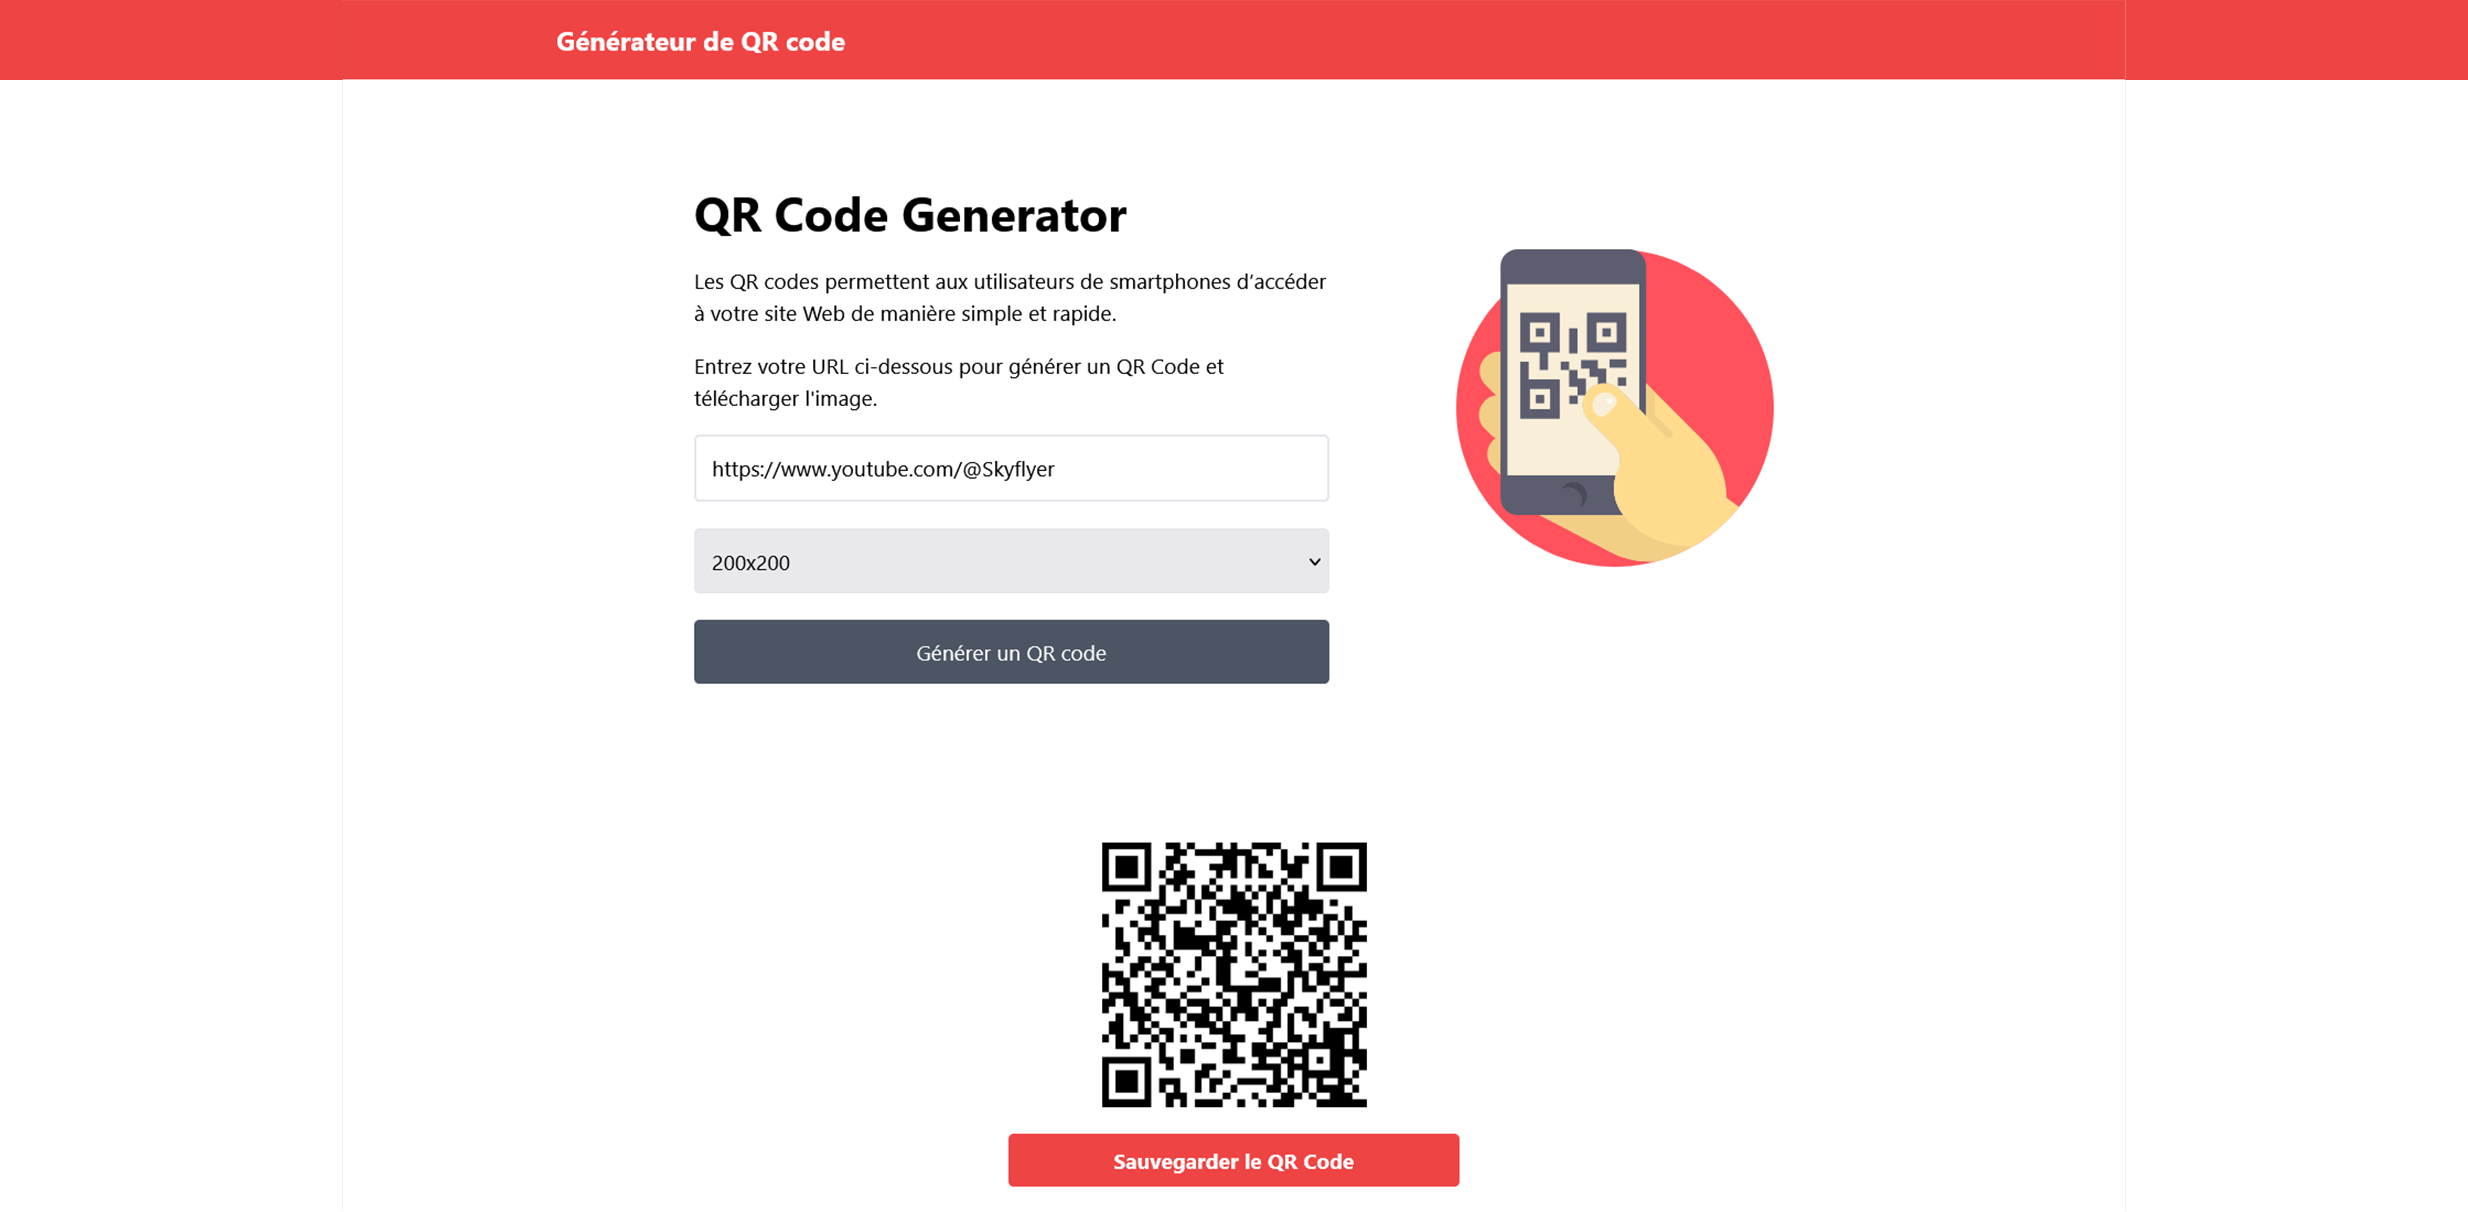 Générateur de QR code
QR Code Generator
Les QR codes permettent aux utilisateurs de smartphones d’accéder
à votre site Web de manière simple et rapide.
Entrez votre URL ci-dessous pour générer un QR Code et
télécharger l'image.
https://www.youtube.com/@Skyflyer
200x200
Générer un QR code
Sauvegarder le QR Code